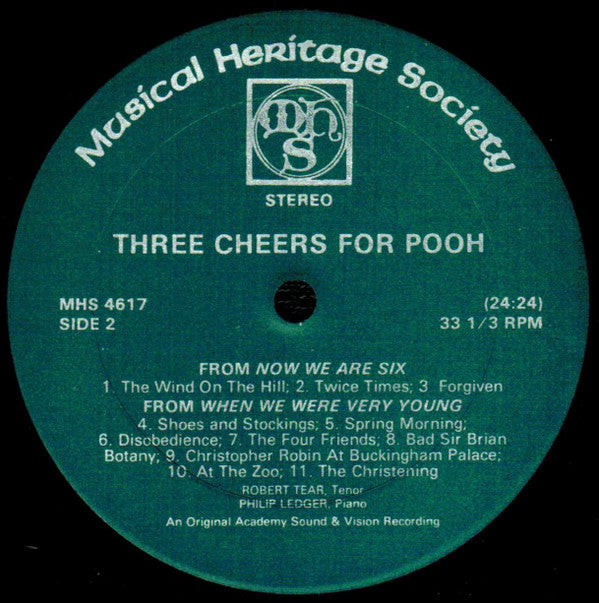 Musical Heritage Society
mhs
STEREO
THREE CHEERS FOR POOH
MHS 4617
SIDE 2
(24:24)
33 1/3 RPM
FROM NOW WE ARE SIX
1. The Wind On The Hill; 2. Twice Times; 3 Forgiven
FROM WHEN WE WERE VERY YOUNG
4. Shoes and Stockings; 5. Spring Morning;
6. Disobedience; 7. The Four Friends; 8. Bad Sir Brian
Botany; 9. Christopher Robin At Buckingham Palace;
10. At The Zoo; 11. The Christening
ROBERT TEAR, Tenor
PHILIP LEDGER, Piano
An Original Academy Sound & Vision Recording